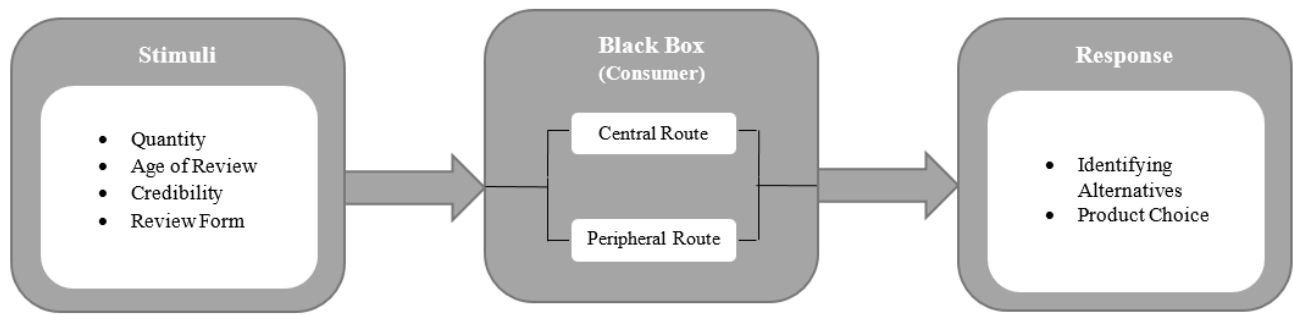 Stimuli
• Quantity
• Age of Review
• Credibility
• Review Form
Black Box
(Consumer)
Central Route
Peripheral Route
Response
• Identifying
Alternatives
• Product Choice